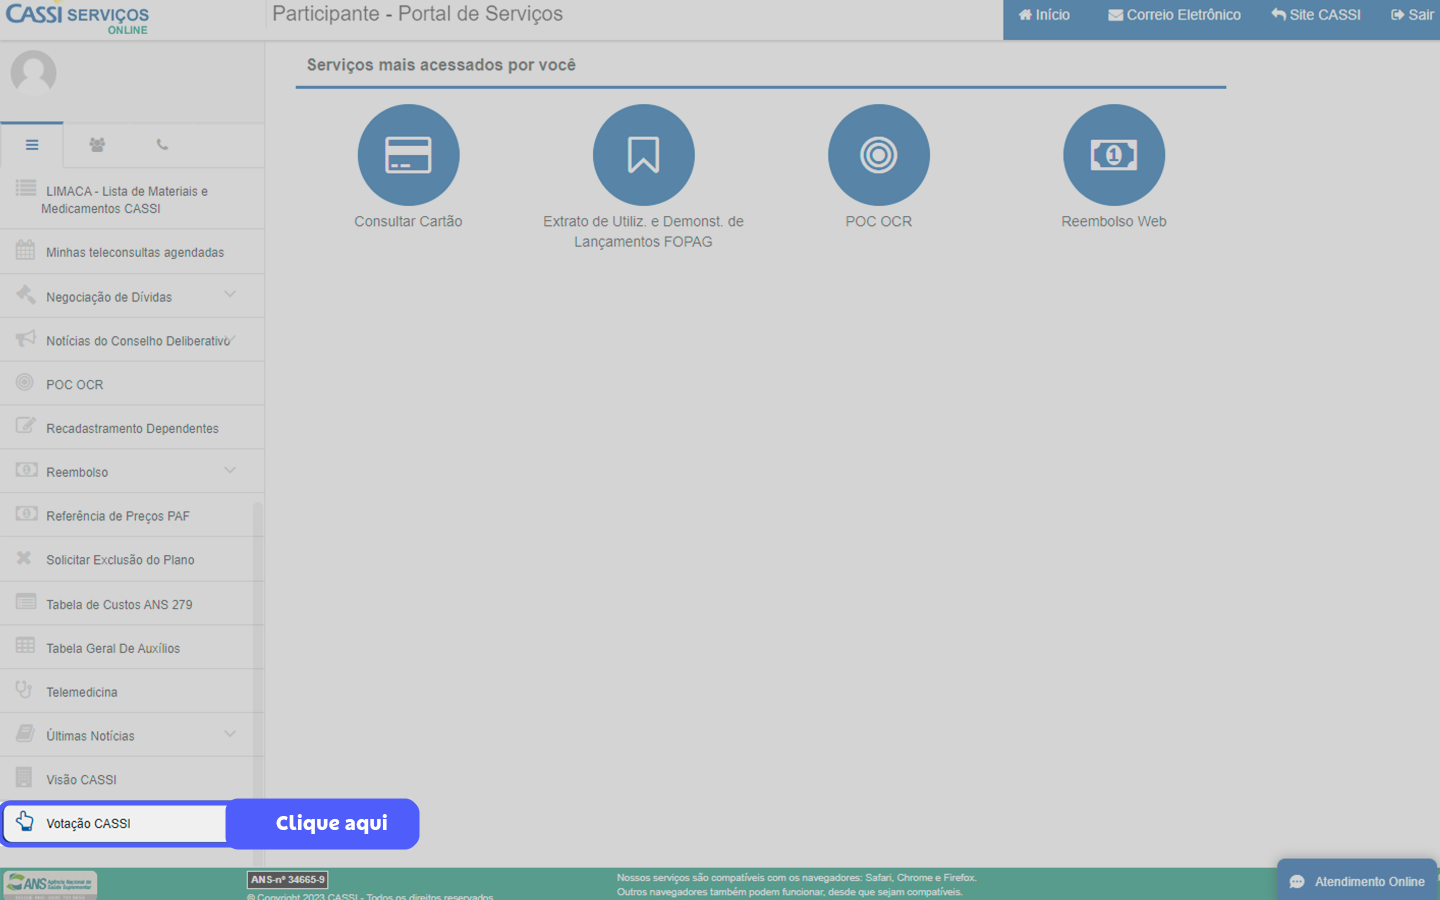 CASSI SERVIÇOS
ONLINE
Participante - Portal de Serviços
Início
Correio Eletrônico
Site CASSI
Sair
Serviços mais acessados por você
Consultar Cartão
Extrato de Utiliz. e Demonst. de
Lançamentos FOPAG
POC OCR
Reembolso Web
LIMACA - Lista de Materiais e
Medicamentos CASSI
Minhas teleconsultas agendadas
Negociação de Dívidas
Notícias do Conselho Deliberativo
POC OCR
Recadastramento Dependentes
Reembolso
Referência de Preços PAF
Solicitar Exclusão do Plano
Tabela de Custos ANS 279
Tabela Geral De Auxílios
Telemedicina
Últimas Notícias
Visão CASSI
Votação CASSI
Clique aqui
ANS Agência Nacional de
Saúde Suplementar
ANS-nº 34665-9
© Copyright 2023 CASSI - Todos os direitos reservados
Nossos serviços são compatíveis com os navegadores: Safari, Chrome e Firefox.
Outros navegadores também podem funcionar, desde que sejam compatíveis.
Atendimento Online